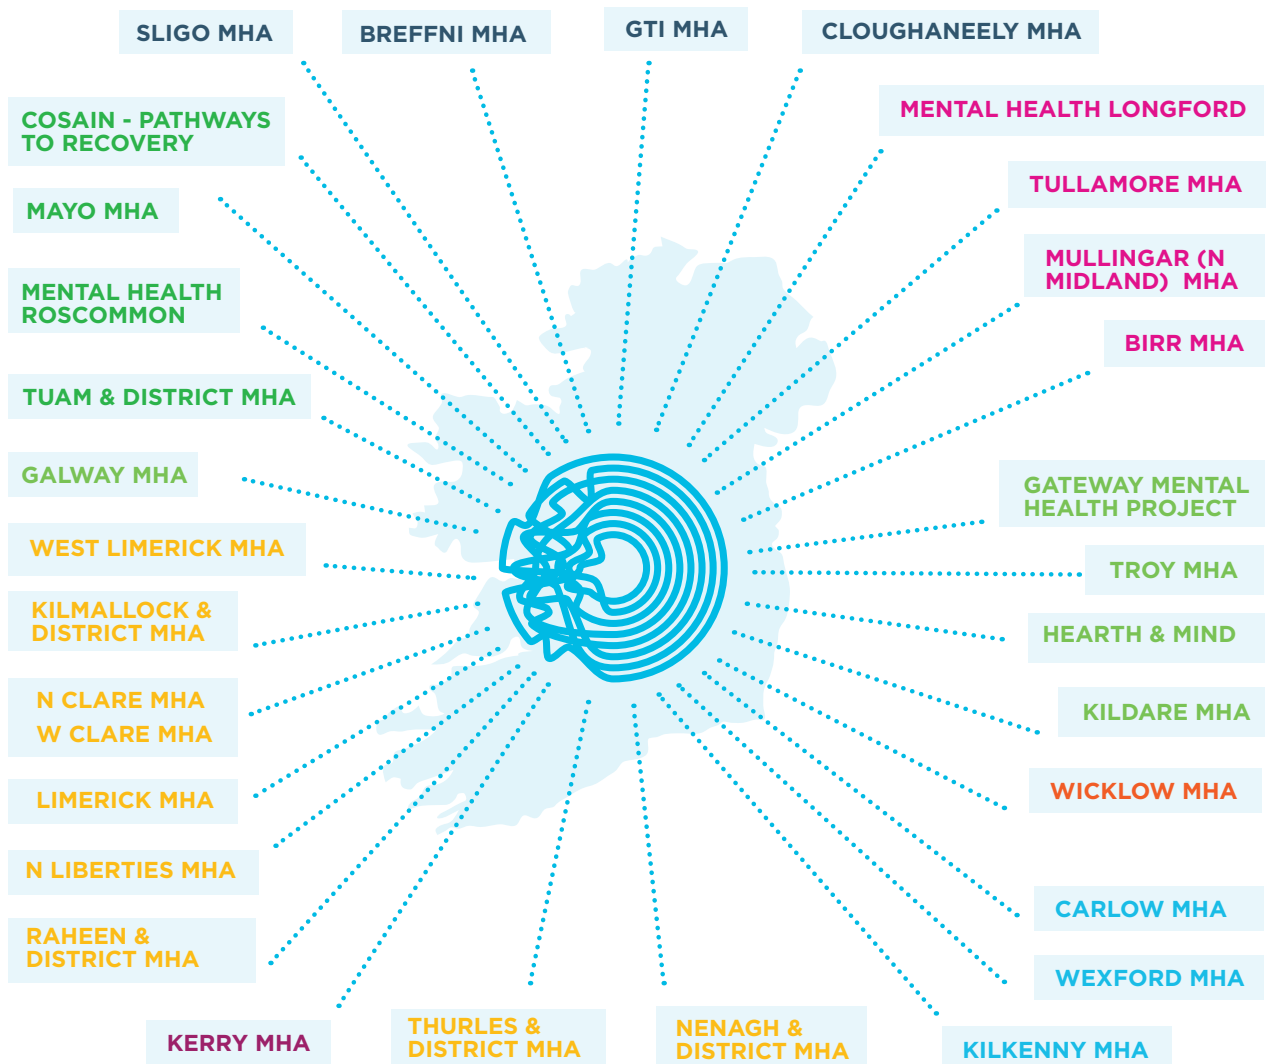 SLIGO MHA
BREFFNI MHA
GTI MHA
CLOUGHANEELY MHA
COSAIN - PATHWAYS
TO RECOVERY
MAYO MHA
MENTAL HEALTH
ROSCOMMON
TUAM & DISTRICT MHA
GALWAY MHA
WEST LIMERICK MHA
KILMALLOCK &
DISTRICT MHA
N CLARE MHA
W CLARE MHA
LIMERICK MHA
N LIBERTIES MHA
RAHEEN &
DISTRICT MHA
KERRY MHA
THURLES &
DISTRICT MHA
NENAGH &
DISTRICT MHA
MENTAL HEALTH LONGFORD
TULLAMORE MHA
MULLINGAR (N
MIDLAND) MHA
BIRR MHA
GATEWAY MENTAL
HEALTH PROJECT
TROY MHA
HEARTH & MIND
KILDARE MHA
WICKLOW MHA
CARLOW MHA
WEXFORD MHA
KILKENNY MHA